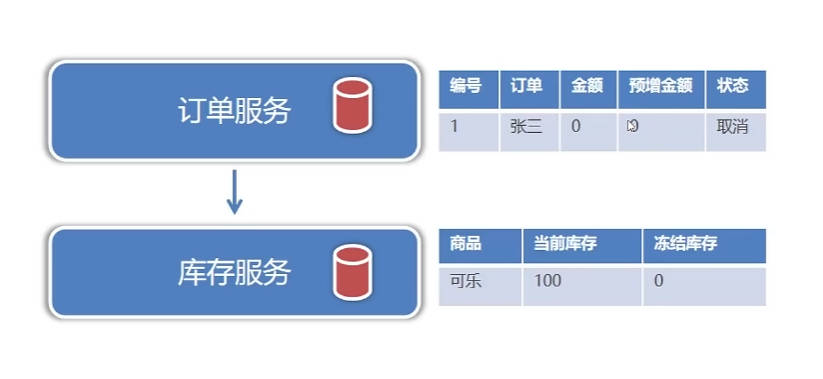 订单服务
编号 订单 金额 预增金额 状态
1 张三 0 0 取消
库存服务
商品 当前库存 冻结库存
可乐 100 0